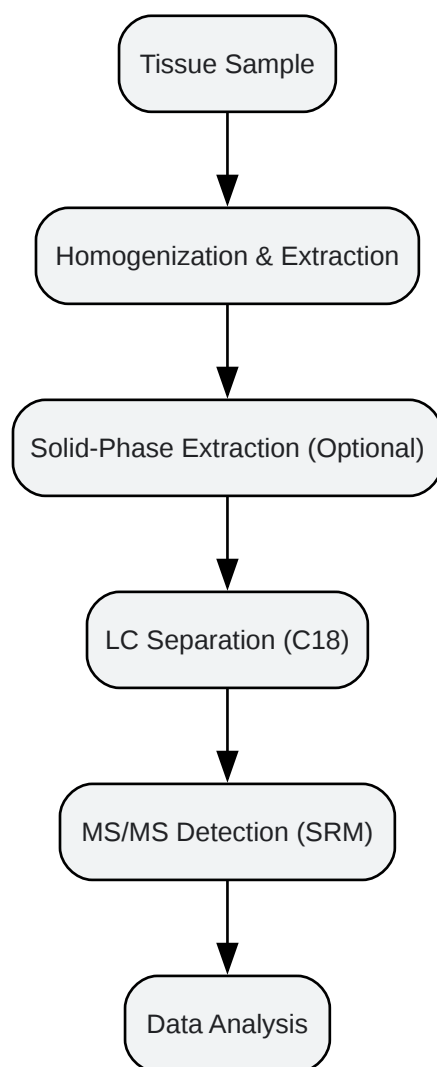 Tissue Sample
Homogenization & Extraction
Solid-Phase Extraction (Optional)
LC Separation (C18)
MS/MS Detection (SRM)
Data Analysis